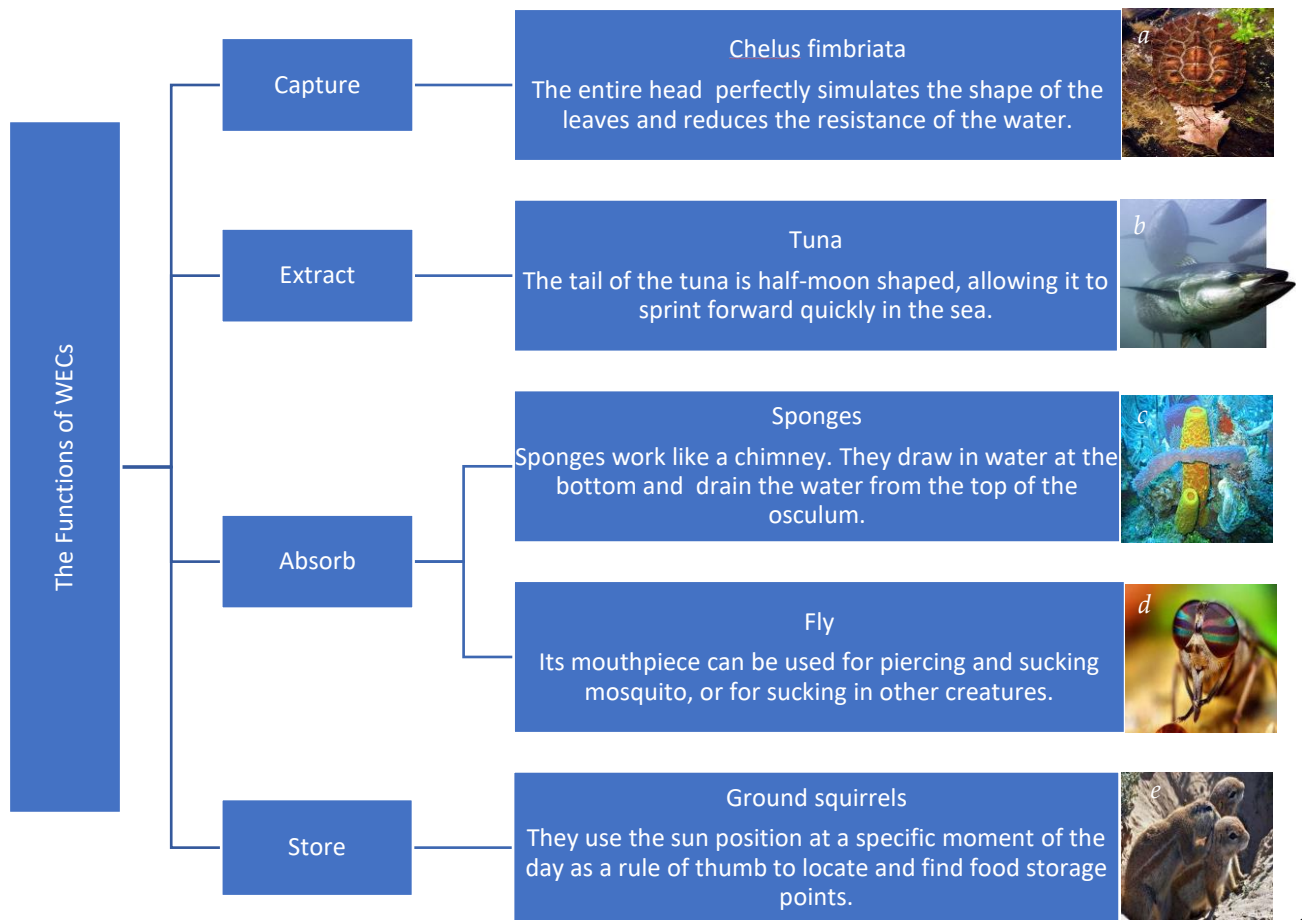 The Functions of WECs
Capture
Chelus fimbriata
The entire head perfectly simulates the shape of the
leaves and reduces the resistance of the water.
a
Extract
Tuna
The tail of the tuna is half-moon shaped, allowing it to
sprint forward quickly in the sea.
b
Absorb
Sponges
Sponges work like a chimney. They draw in water at the
bottom and drain the water from the top of the
osculum.
c
Fly
Its mouthpiece can be used for piercing and sucking
mosquito, or for sucking in other creatures.
d
Store
Ground squirrels
They use the sun position at a specific moment of the
day as a rule of thumb to locate and find food storage
points.
e